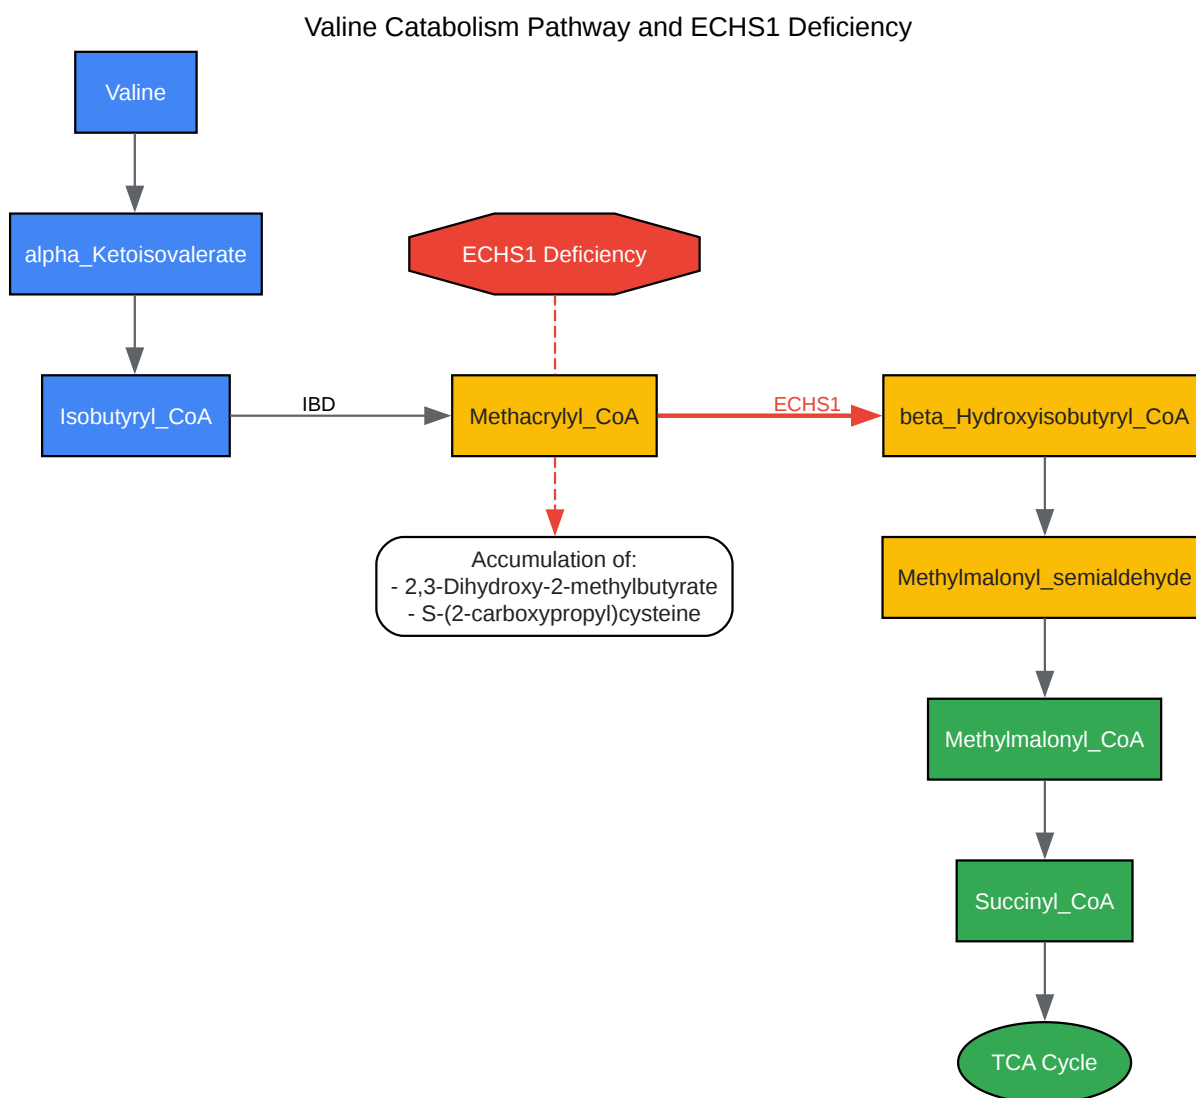 Valine Catabolism Pathway and ECHS1 Deficiency
Valine
alpha_Ketoisovalerate
ECHS1 Deficiency
Isobutyryl_CoA
IBD
Methacrylyl_CoA
ECHS1
beta_Hydroxyisobutyryl_CoA
Accumulation of:
- 2,3-Dihydroxy-2-methylbutyrate
- S-(2-carboxypropyl)cysteine
Methylmalonyl_semialdehyde
Methylmalonyl_CoA
Succinyl_CoA
TCA Cycle